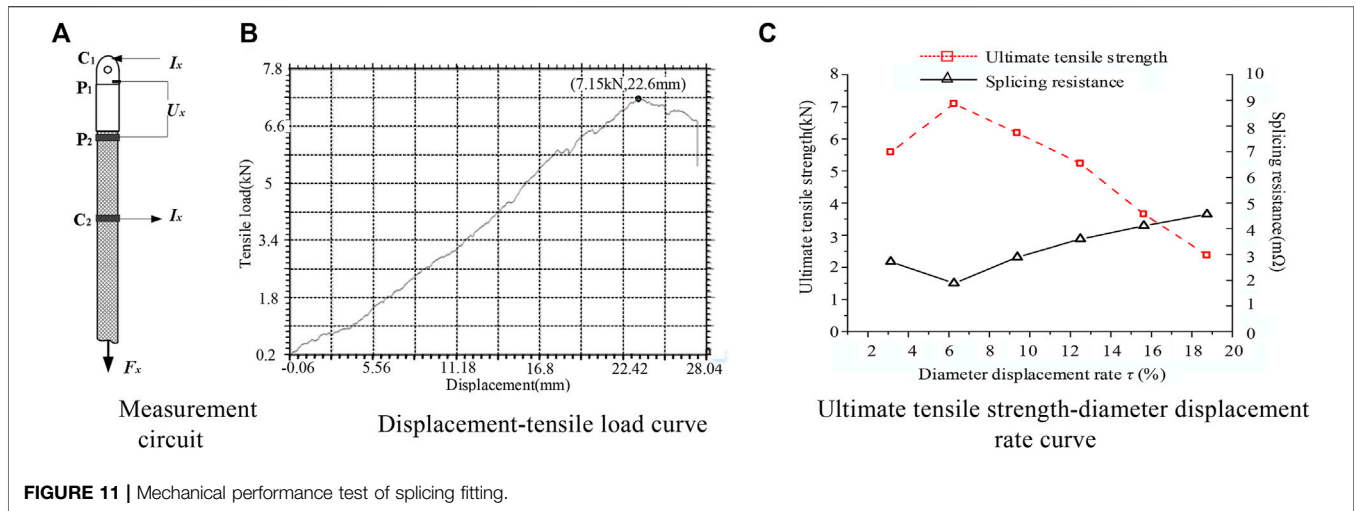 A
C1
Ix
P1
Ux
P2
C2
Ix
Fx
Measurement
circuit
B
7.8
6.6
5
3.4
1.8
0.2
Tensile load(kN)
(7.15kN,22.6mm)
-0.06 5.56 11.18 16.8 22.42 28.04
Displacement(mm)
Displacement-tensile load curve
C
Ultimate tensile strength
Splicing resistance
8
7
6
5
4
3
2
1
0
Ultimate tensile strength(kN)
10
9
8
7
6
5
4
3
2
1
0
Splicing resistance(mΩ)
2 4 6 8 10 12 14 16 18 20
Diameter displacement rate τ (%)
Ultimate tensile strength-diameter displacement
rate curve
FIGURE 11 | Mechanical performance test of splicing fitting.